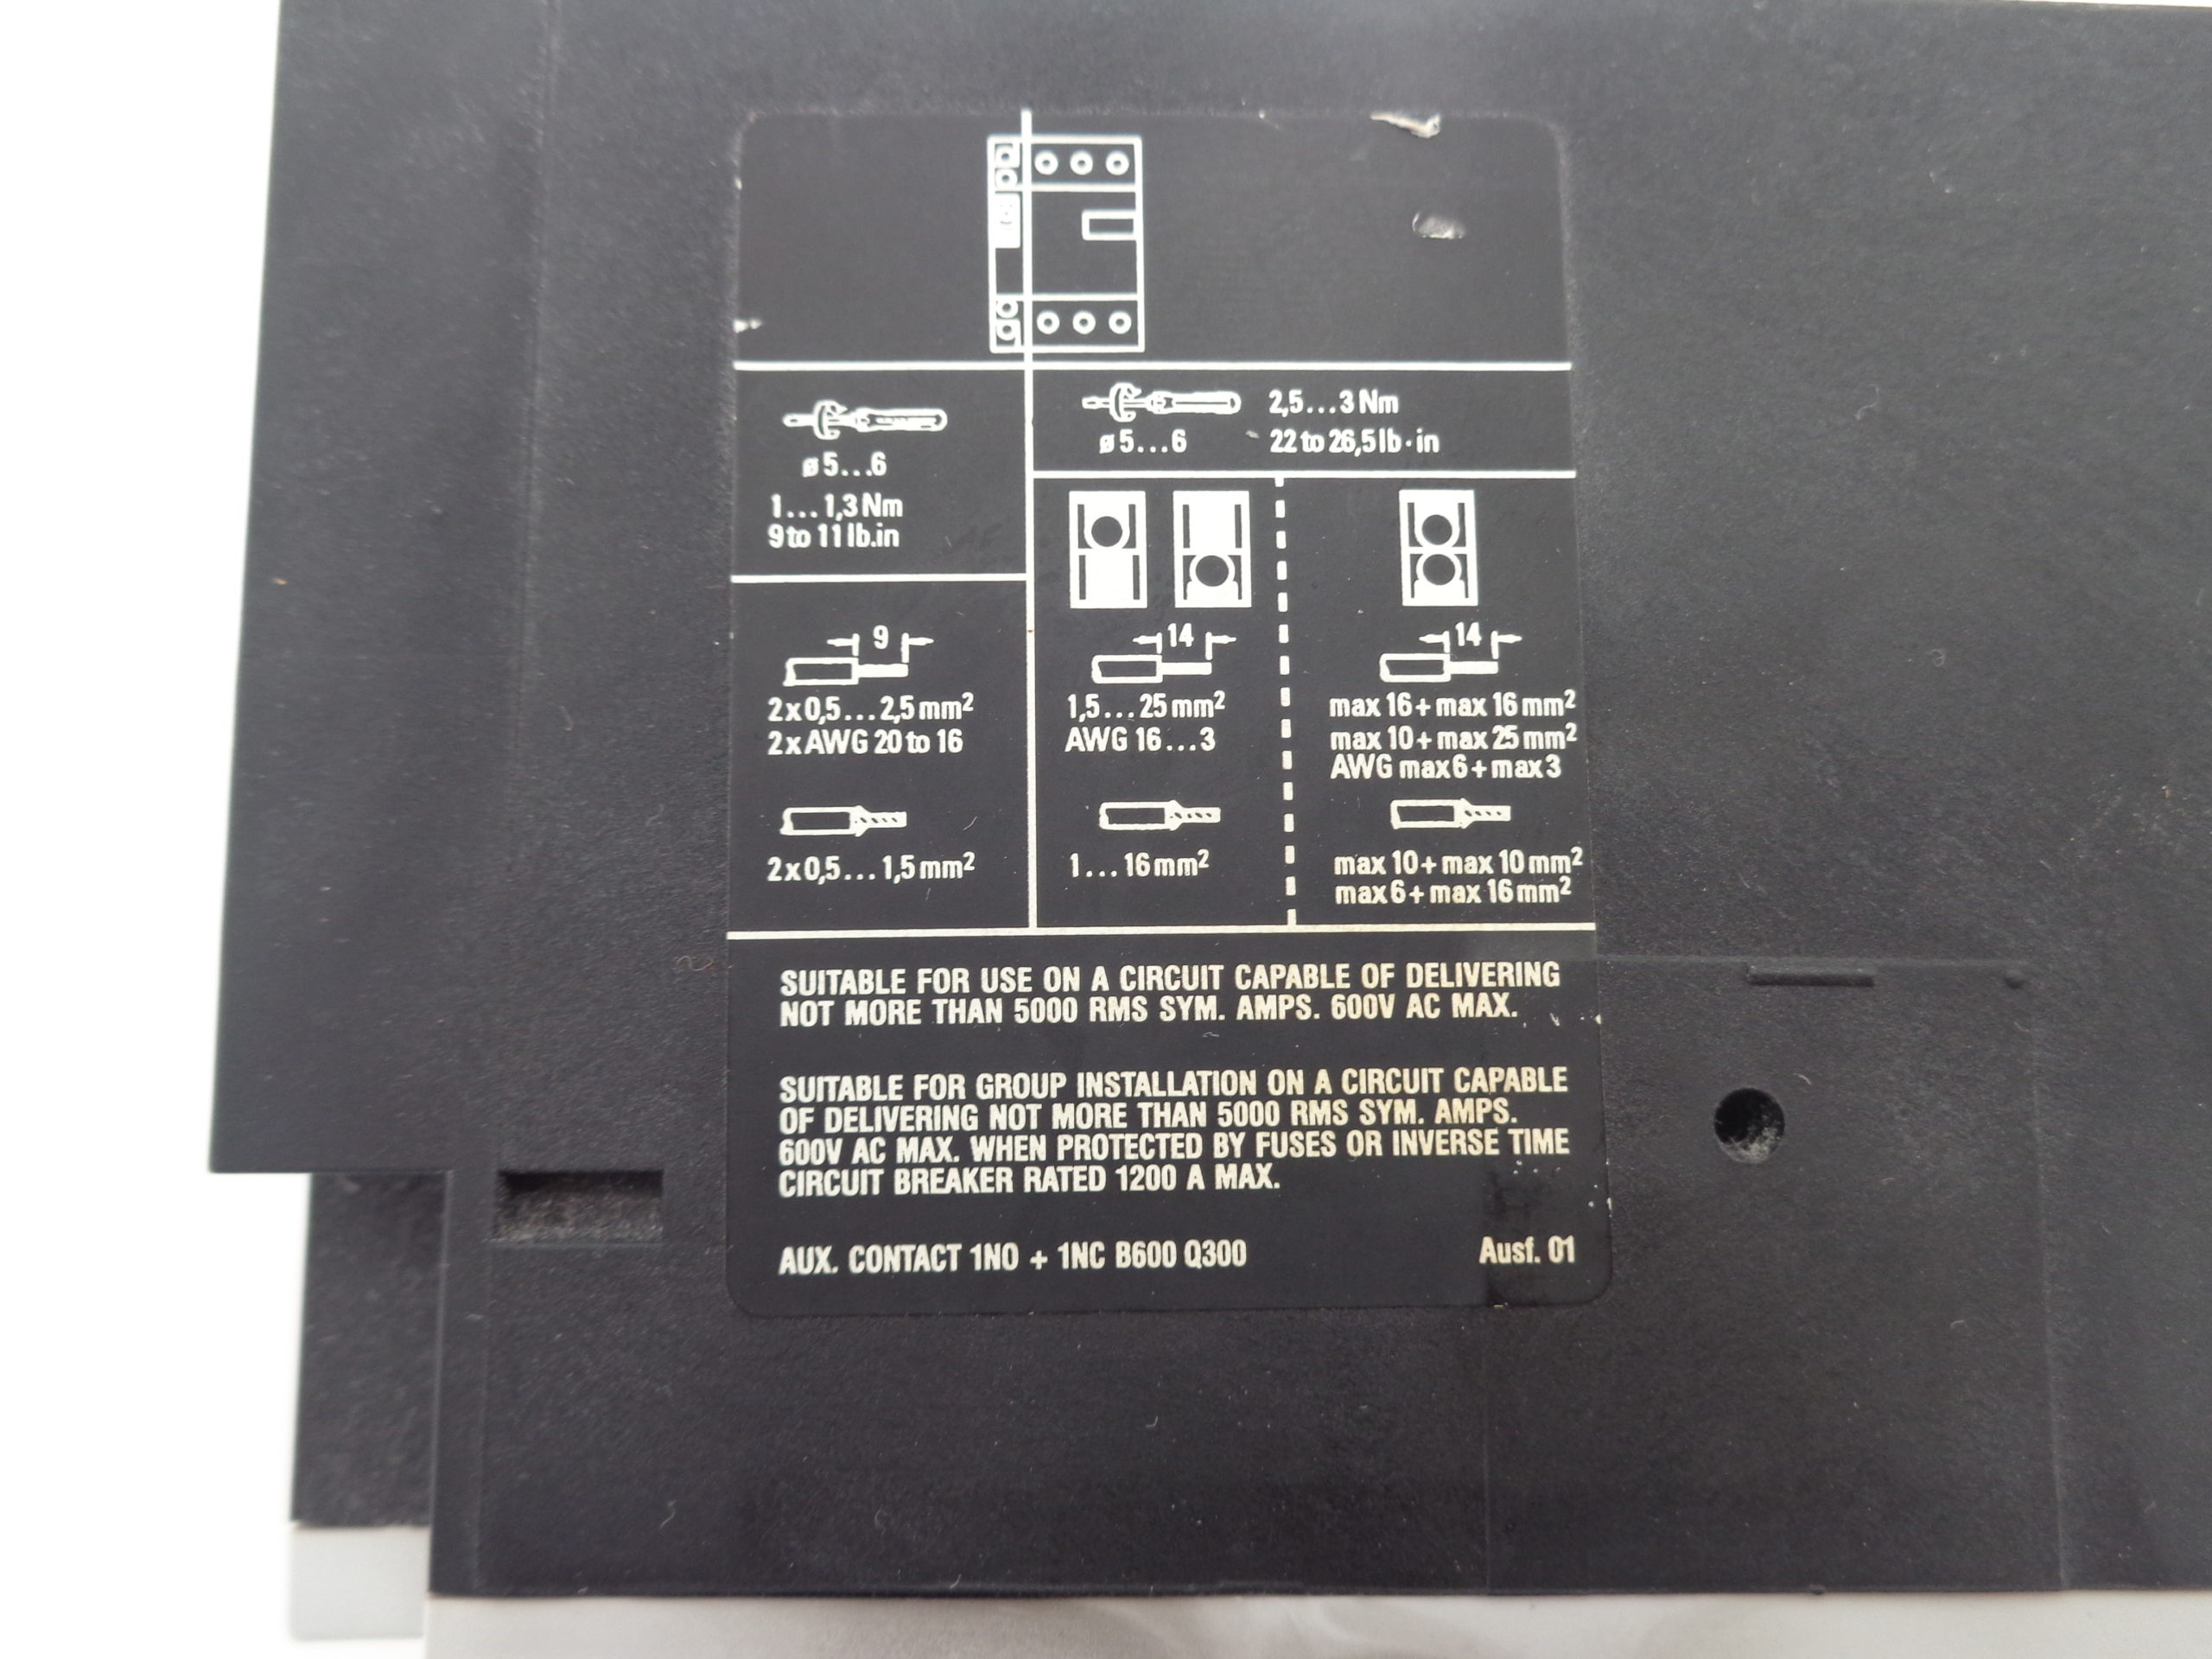 ø 5...6
1... 1,3 Nm
9 to 11 lb.in
2,5...3 Nm
ø 5...6
22 to 26,5 lb·in
9
2 x 0,5... 2,5 mm²
2 x AWG 20 to 16
2 x 0,5... 1,5 mm²
14
1,5... 25 mm²
AWG 16...3
1... 16 mm²
14
max 16 + max 16 mm²
max 10 + max 25 mm²
AWG max 6 + max 3
max 10 + max 10 mm²
max 6 + max 16 mm²
SUITABLE FOR USE ON A CIRCUIT CAPABLE OF DELIVERING
NOT MORE THAN 5000 RMS SYM. AMPS. 600V AC MAX.
SUITABLE FOR GROUP INSTALLATION ON A CIRCUIT CAPABLE
OF DELIVERING NOT MORE THAN 5000 RMS SYM. AMPS.
600V AC MAX. WHEN PROTECTED BY FUSES OR INVERSE TIME
CIRCUIT BREAKER RATED 1200 A MAX.
AUX. CONTACT 1NO + 1NC B600 Q300
Ausf. 01